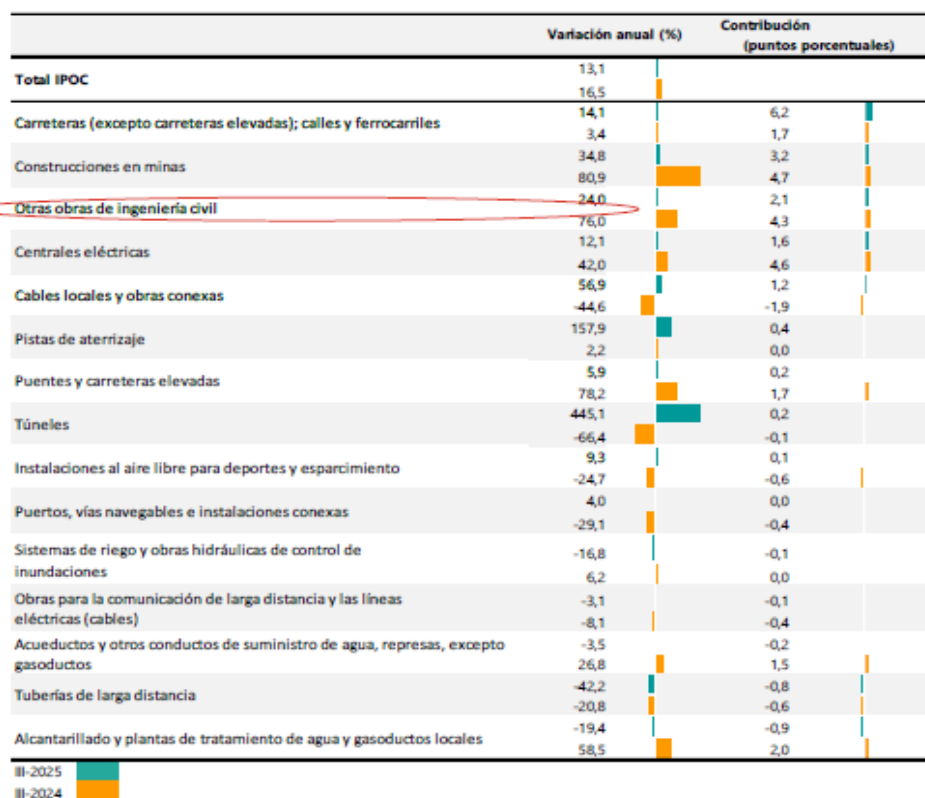 Variación anual (%)
Contribución
(puntos porcentuales)
Total IPOC
13,1
16,5
Carreteras (excepto carreteras elevadas); calles y ferrocarriles
14,1
6,2
3,4
1,7
Construcciones en minas
34,8
3,2
80,9
4,7
Otras obras de ingeniería civil
24,0
2,1
76,0
4,3
Centrales eléctricas
12,1
1,6
42,0
4,6
Cables locales y obras conexas
56,9
1,2
-44,6
-1,9
Pistas de aterrizaje
157,9
0,4
2,2
0,0
Puentes y carreteras elevadas
5,9
0,2
78,2
1,7
Túneles
445,1
0,2
-66,4
-0,1
Instalaciones al aire libre para deportes y esparcimiento
9,3
0,1
-24,7
-0,6
Puertos, vías navegables e instalaciones conexas
4,0
0,0
-29,1
-0,4
Sistemas de riego y obras hidráulicas de control de
inundaciones
-16,8
-0,1
6,2
0,0
Obras para la comunicación de larga distancia y las líneas
eléctricas (cables)
-3,1
-0,1
-8,1
-0,4
Acueductos y otros conductos de suministro de agua, represas, excepto
gasoductos
-3,5
-0,2
26,8
1,5
Tuberías de larga distancia
-42,2
-0,8
-20,8
-0,6
Alcantarillado y plantas de tratamiento de agua y gasoductos locales
-19,4
-0,9
58,5
2,0
III-2025
III-2024